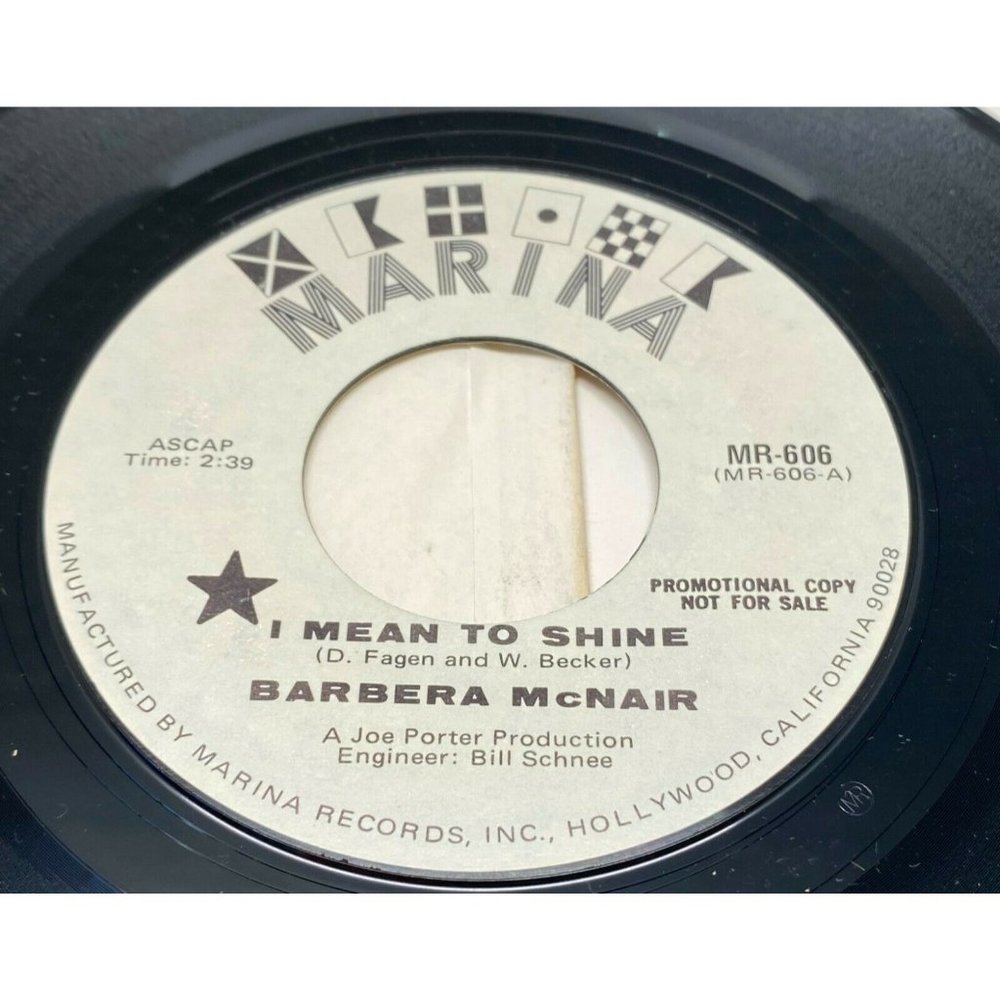 MARINA
ASCAP
Time: 2:39
MR-606
(MR-606-A)
PROMOTIONAL COPY
NOT FOR SALE
I MEAN TO SHINE
(D. Fagen and W. Becker)
BARBERA McNAIR
A Joe Porter Production
Engineer: Bill Schnee
MANUFACTURED BY MARINA RECORDS, INC., HOLLYWOOD, CALIFORNIA 90028